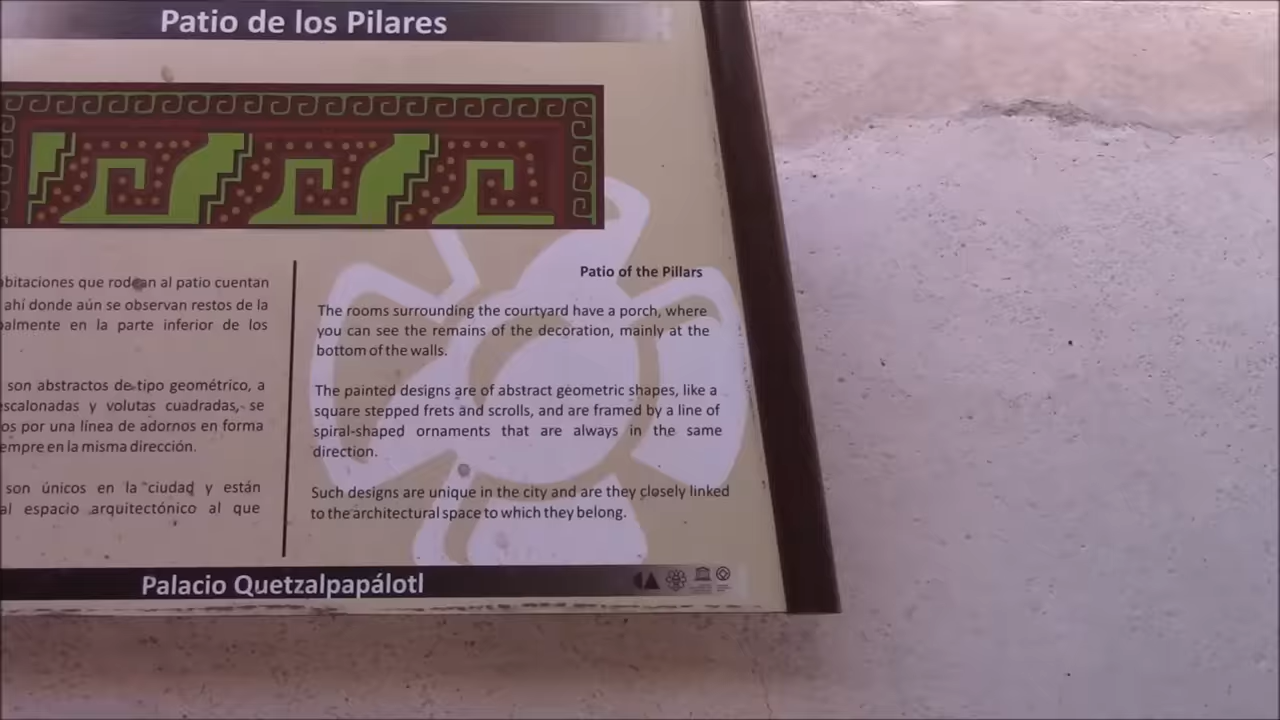 Patio de los Pilares
abitaciones que rodean al patio cuentan
ahí donde aún se observan restos de la
almente en la parte inferior de los
son abstractos de tipo geométrico, a
escalonadas y volutas cuadradas, se
os por una línea de adornos en forma
empre en la misma dirección.
son únicos en la ciudad y están
al espacio arquitectónico al que
Patio of the Pillars
The rooms surrounding the courtyard have a porch, where
you can see the remains of the decoration, mainly at the
bottom of the walls.
The painted designs are of abstract geometric shapes, like a
square stepped frets and scrolls, and are framed by a line of
spiral-shaped ornaments that are always in the same
direction.
Such designs are unique in the city and are they closely linked
to the architectural space to which they belong.
Palacio Quetzalpapálotl